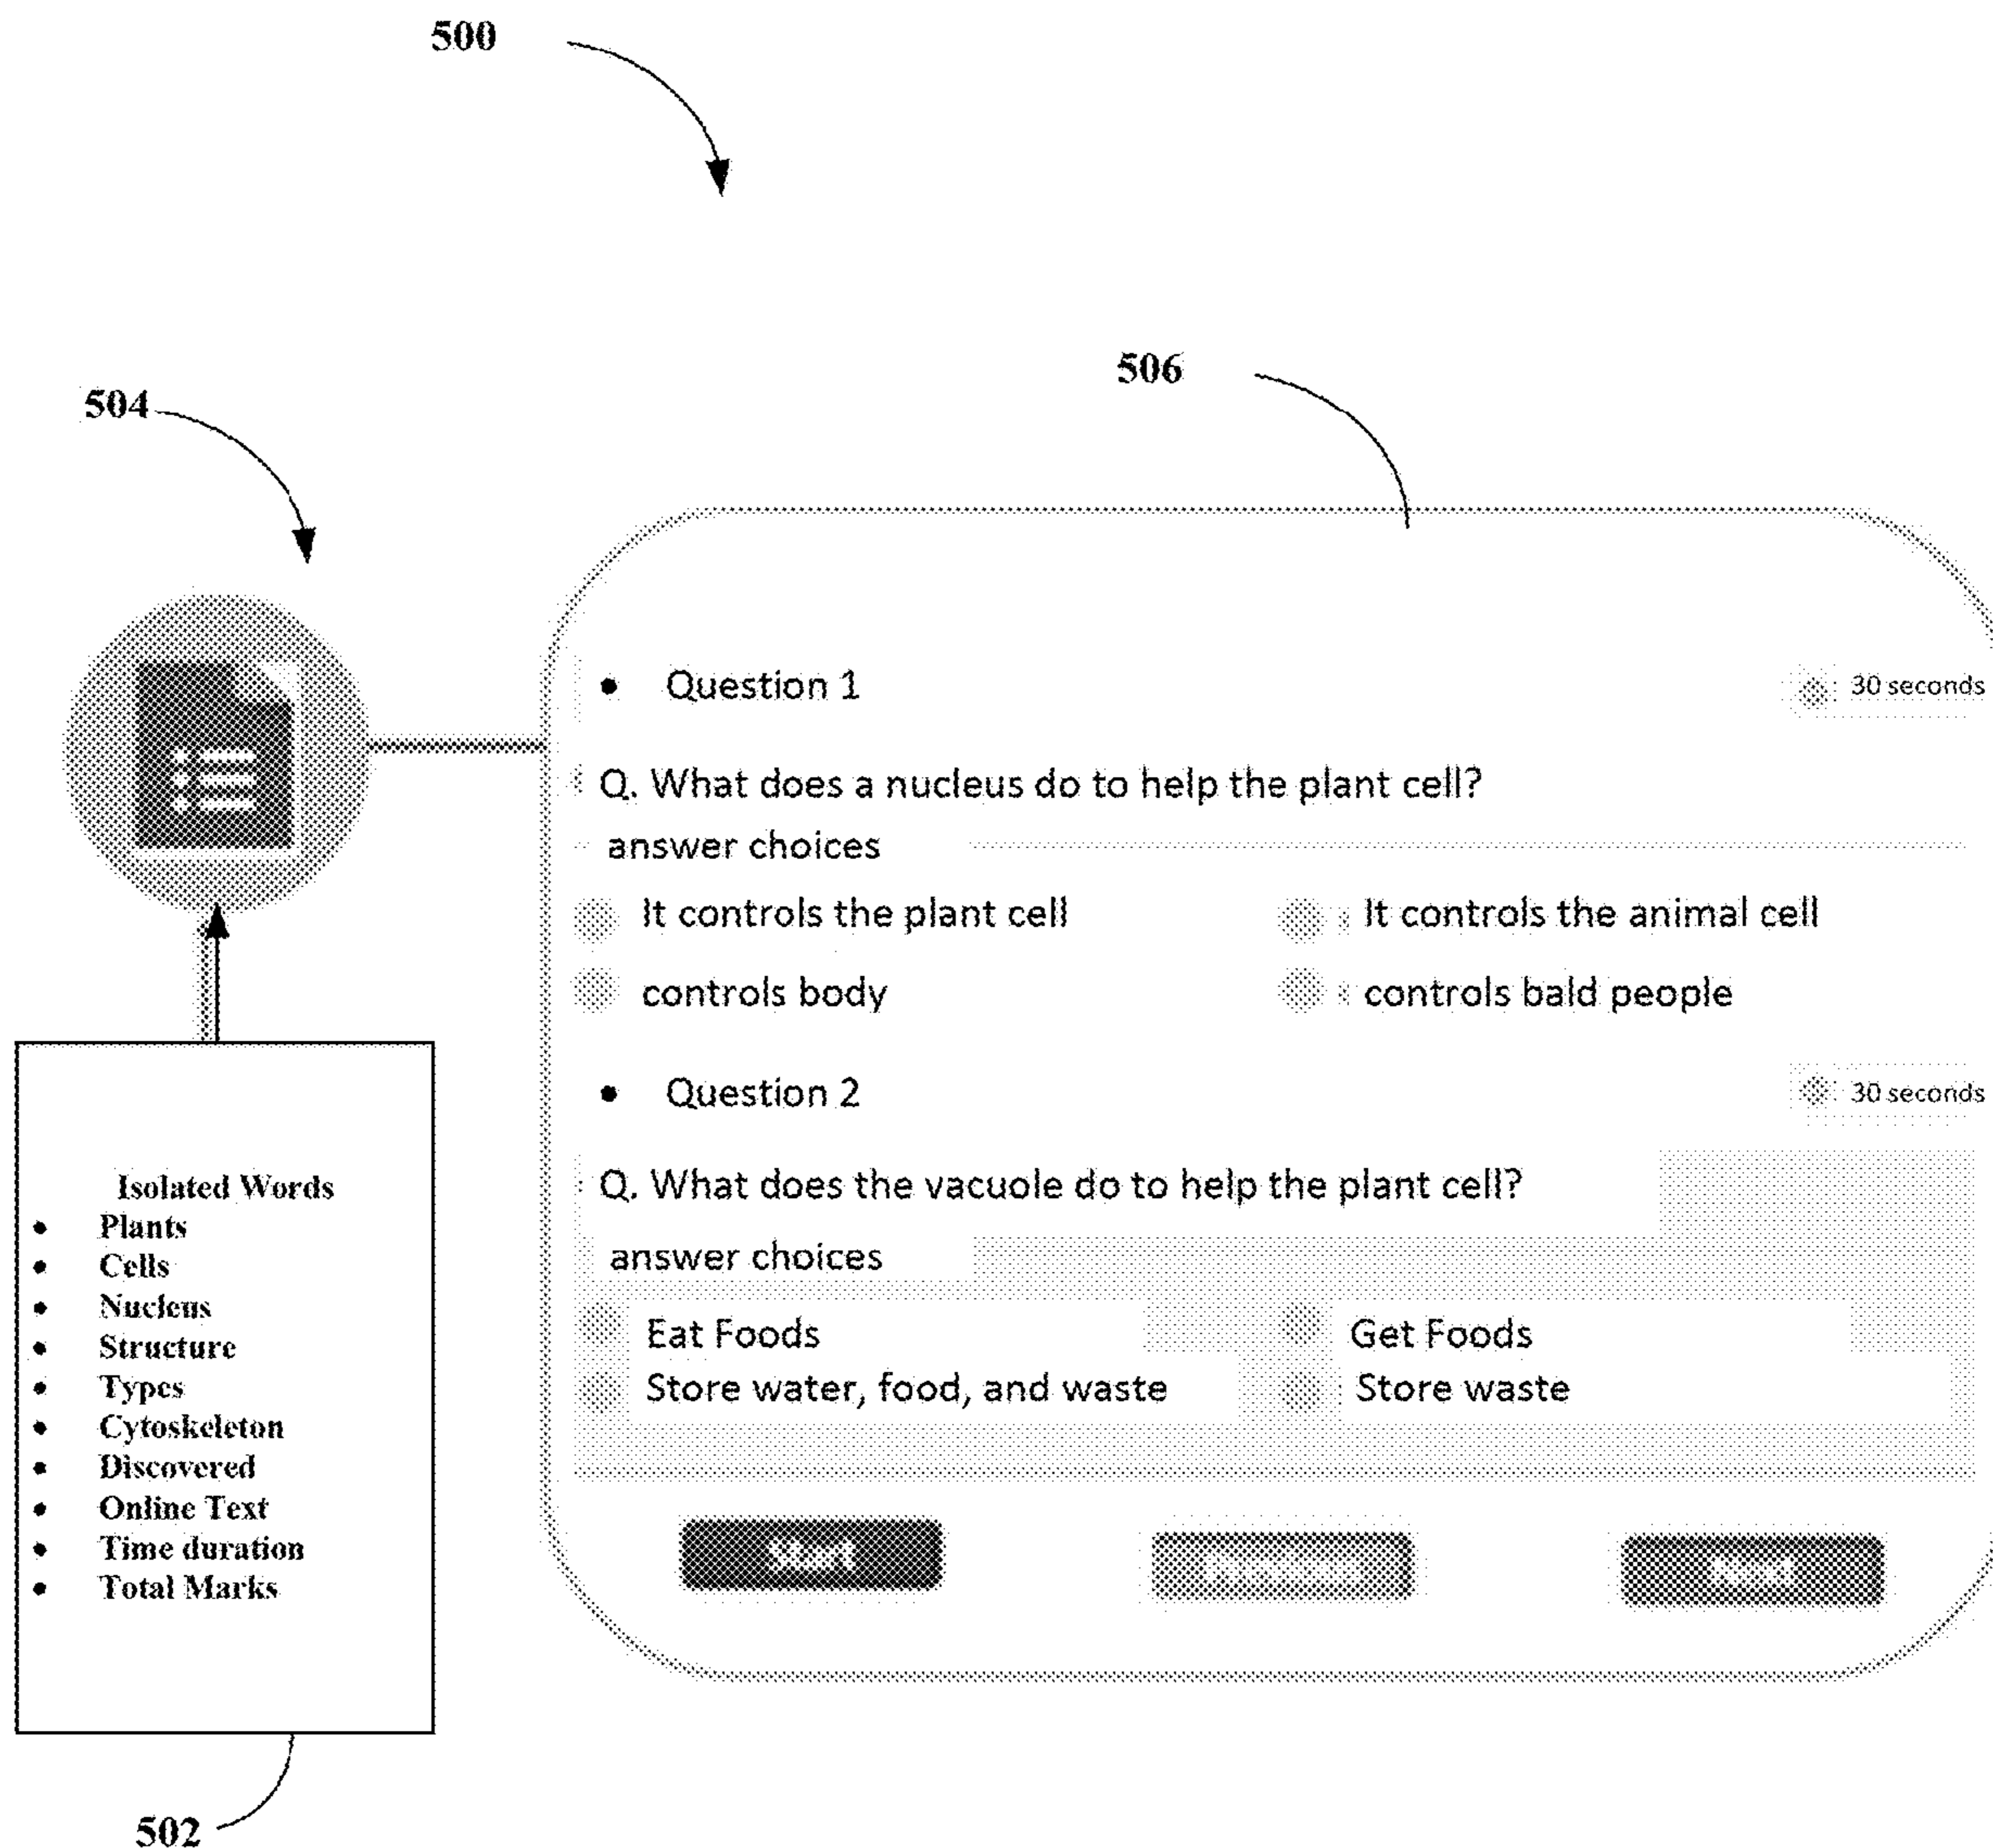 500
506
504
• Question 1
30 seconds
Q. What does a nucleus do to help the plant cell?
answer choices
It controls the plant cell
It controls the animal cell
controls body
controls bald people
• Question 2
30 seconds
Q. What does the vacuole do to help the plant cell?
answer choices
Eat Foods
Get Foods
Store water, food, and waste
Store waste
Start
Next
Isolated Words
• Plants
• Cells
• Nucleus
• Structure
• Types
• Cytoskeleton
• Discovered
• Online Text
• Time duration
• Total Marks
502